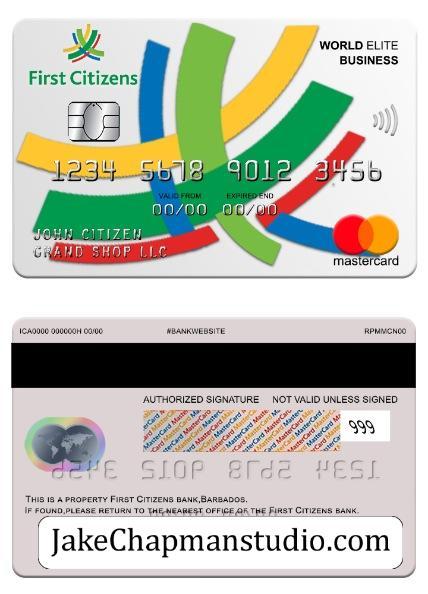 WORLD ELITE
BUSINESS
First Citizens
1234 5678 9012 3456
VALID FROM EXPIRED END
00/00 00/00
JOHN CITIZEN
GRAND SHOP LLC
mastercard
ICA0000 000000H 00/00 #BANKWEBSITE RPMMCN00
AUTHORIZED SIGNATURE NOT VALID UNLESS SIGNED
MasterCard MasterCard MasterCard
999
THIS IS A PROPERTY FIRST CITIZENS BANK,BARBADOS.
IF FOUND,PLEASE RETURN TO THE NEAREST OFFICE OF THE FIRST CITIZENS BANK.
JakeChapmanstudio.com